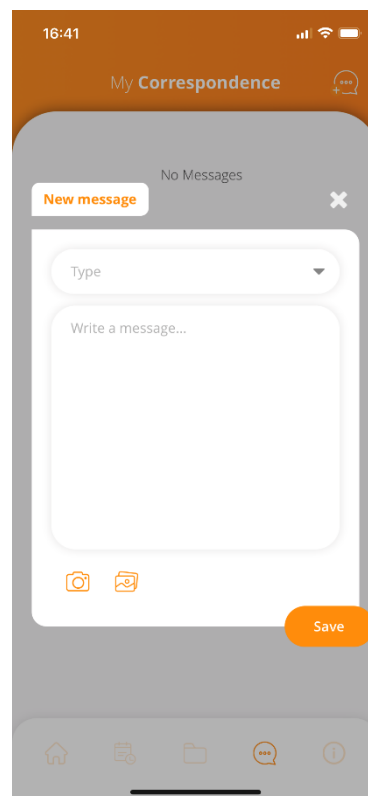 16:41
My Correspondence
No Messages
New message
Type
Write a message...
Save